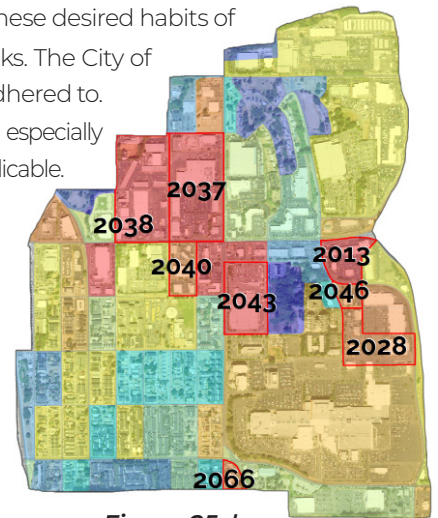 hese desired habits of
ks. The City of
dhered to.
especially
licable.
2037
2038
2013
2040
2046
2043
2028
2066